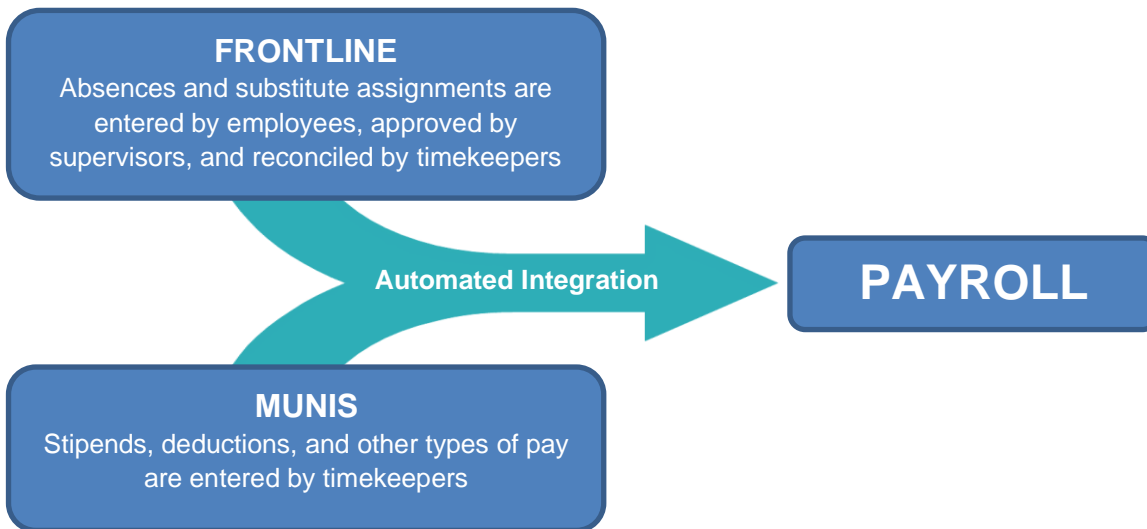 FRONTLINE
Absences and substitute assignments are
entered by employees, approved by
supervisors, and reconciled by timekeepers
Automated Integration
PAYROLL
MUNIS
Stipends, deductions, and other types of pay
are entered by timekeepers